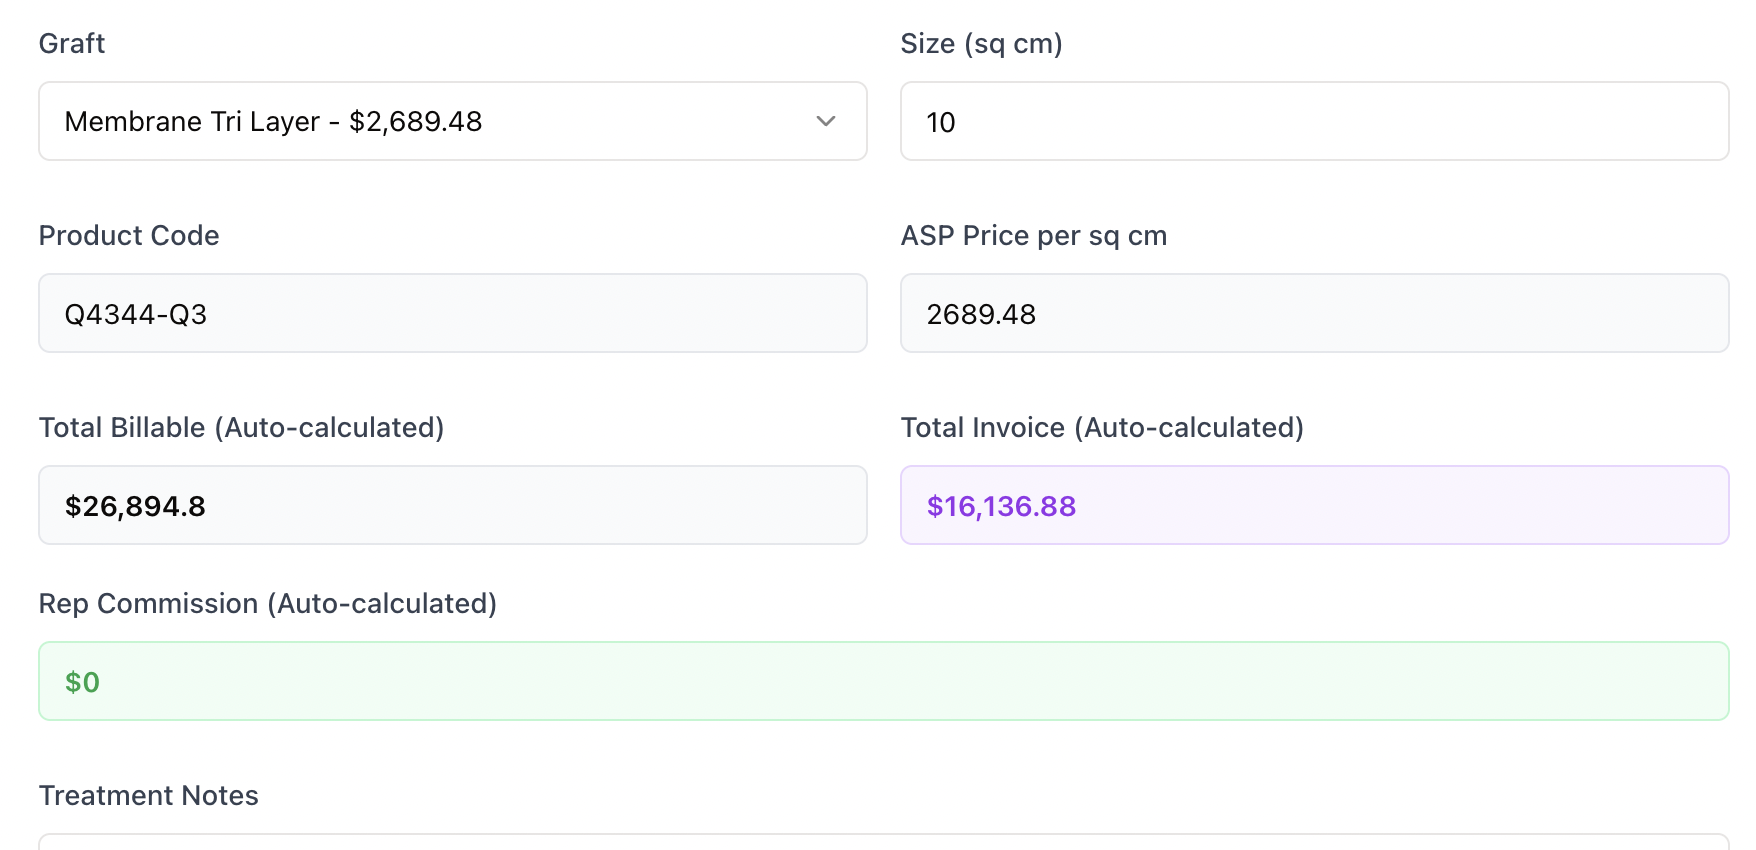 Graft
Size (sq cm)
Membrane Tri Layer - $2,689.48
10
Product Code
ASP Price per sq cm
Q4344-Q3
2689.48
Total Billable (Auto-calculated)
Total Invoice (Auto-calculated)
$26,894.8
$16,136.88
Rep Commission (Auto-calculated)
$0
Treatment Notes